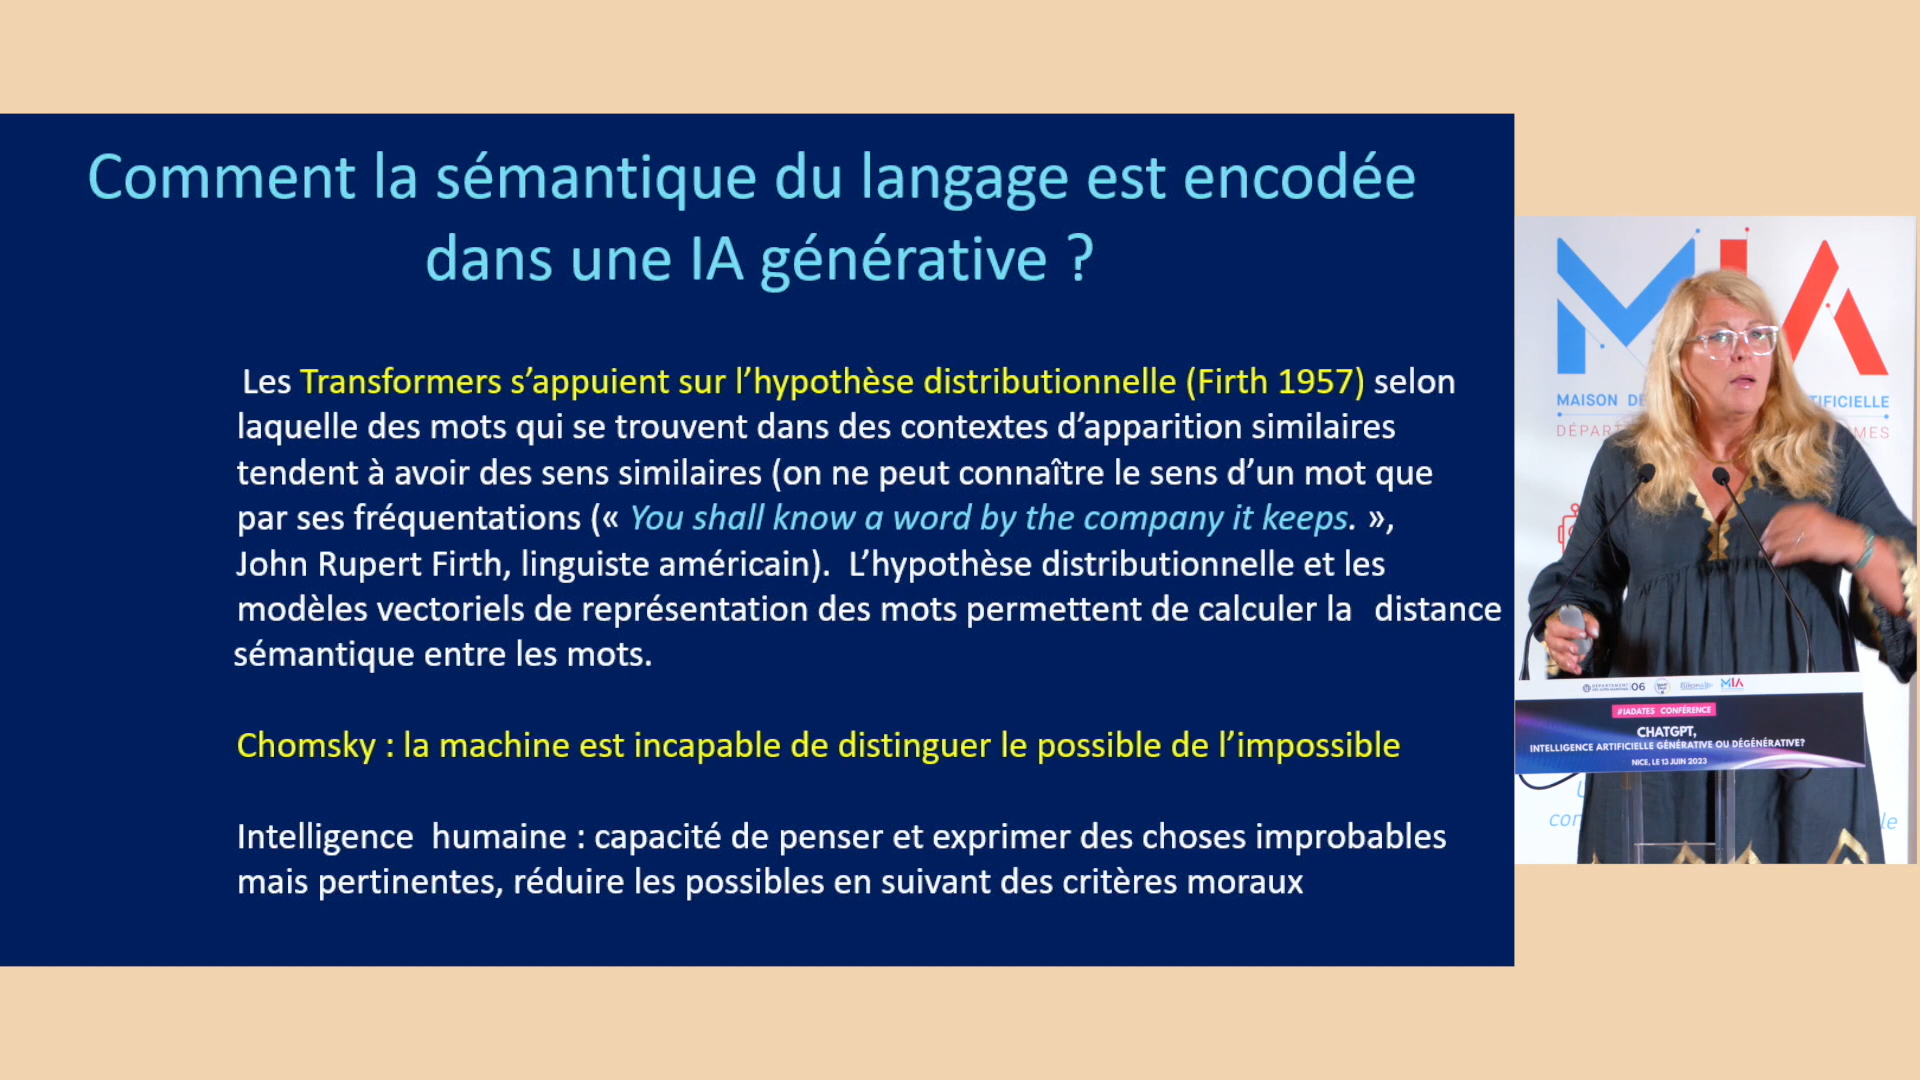 Comment la sémantique du langage est encodée
dans une IA générative ?
Les Transformers s’appuient sur l’hypothèse distributionnelle (Firth 1957) selon
laquelle des mots qui se trouvent dans des contextes d’apparition similaires
tendent à avoir des sens similaires (on ne peut connaître le sens d’un mot que
par ses fréquentations (« You shall know a word by the company it keeps. »,
John Rupert Firth, linguiste américain).  L’hypothèse distributionnelle et les
modèles vectoriels de représentation des mots permettent de calculer la  distance
sémantique entre les mots.
Chomsky : la machine est incapable de distinguer le possible de l’impossible
Intelligence  humaine : capacité de penser et exprimer des choses improbables
mais pertinentes, réduire les possibles en suivant des critères moraux
MIA
MAISON DE
TIFICIELLE
DÉPAR
MES
06
MIA
#IADATES CONFÉRENCE
CHATGPT,
INTELLIGENCE ARTIFICIELLE GÉNÉRATIVE OU DÉGÉNÉRATIVE?
NICE, LE 13 JUIN 2023